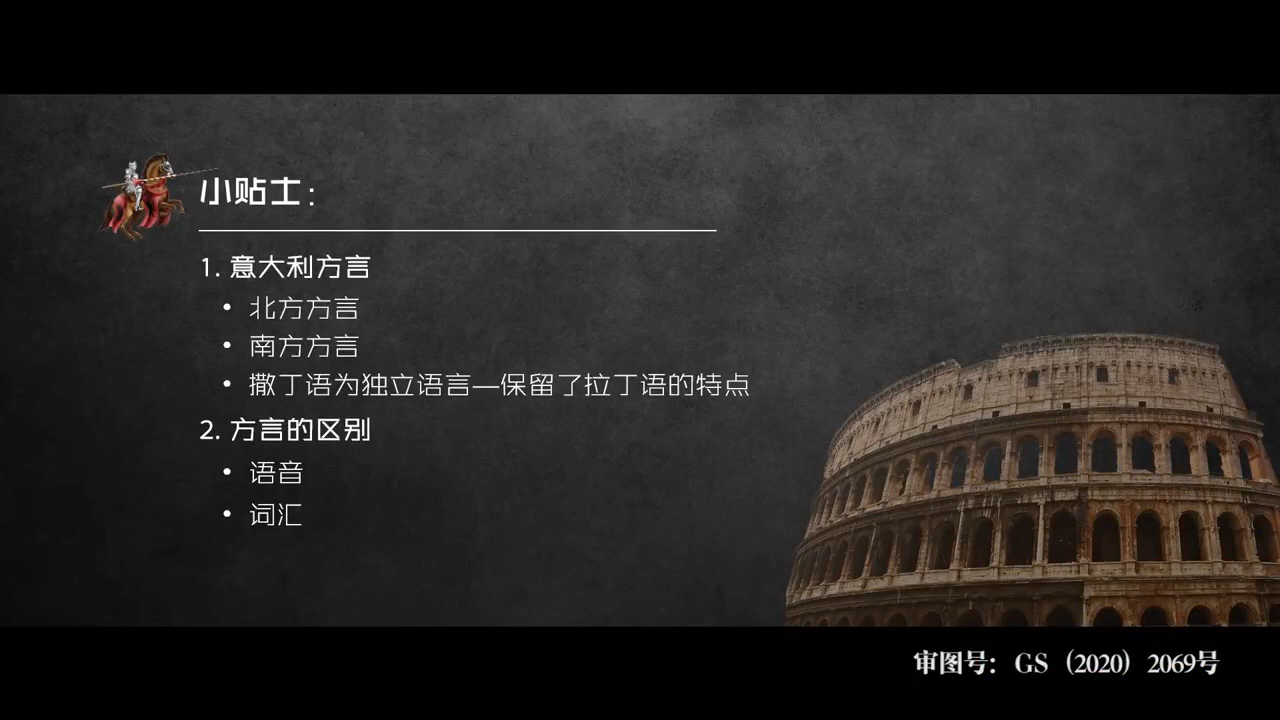 小贴士：
1. 意大利方言
• 北方方言
• 南方方言
• 撒丁语为独立语言—保留了拉丁语的特点
2. 方言的区别
• 语音
• 词汇
审图号：GS（2020）2069号